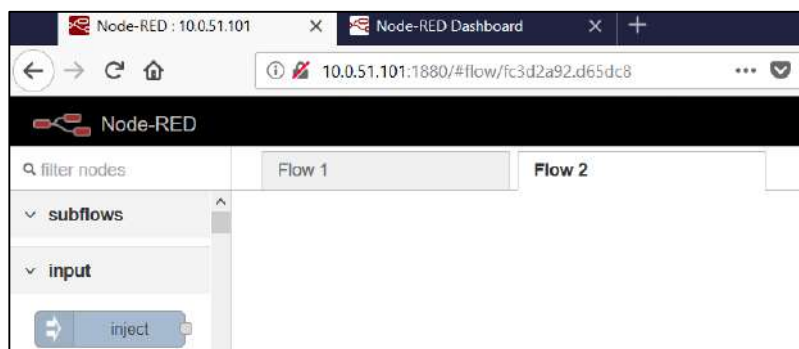 Node-RED : 10.0.51.101
Node-RED Dashboard
10.0.51.101:1880/#flow/fc3d2a92.d65dc8
Node-RED
filter nodes
Flow 1
Flow 2
subflows
input
inject